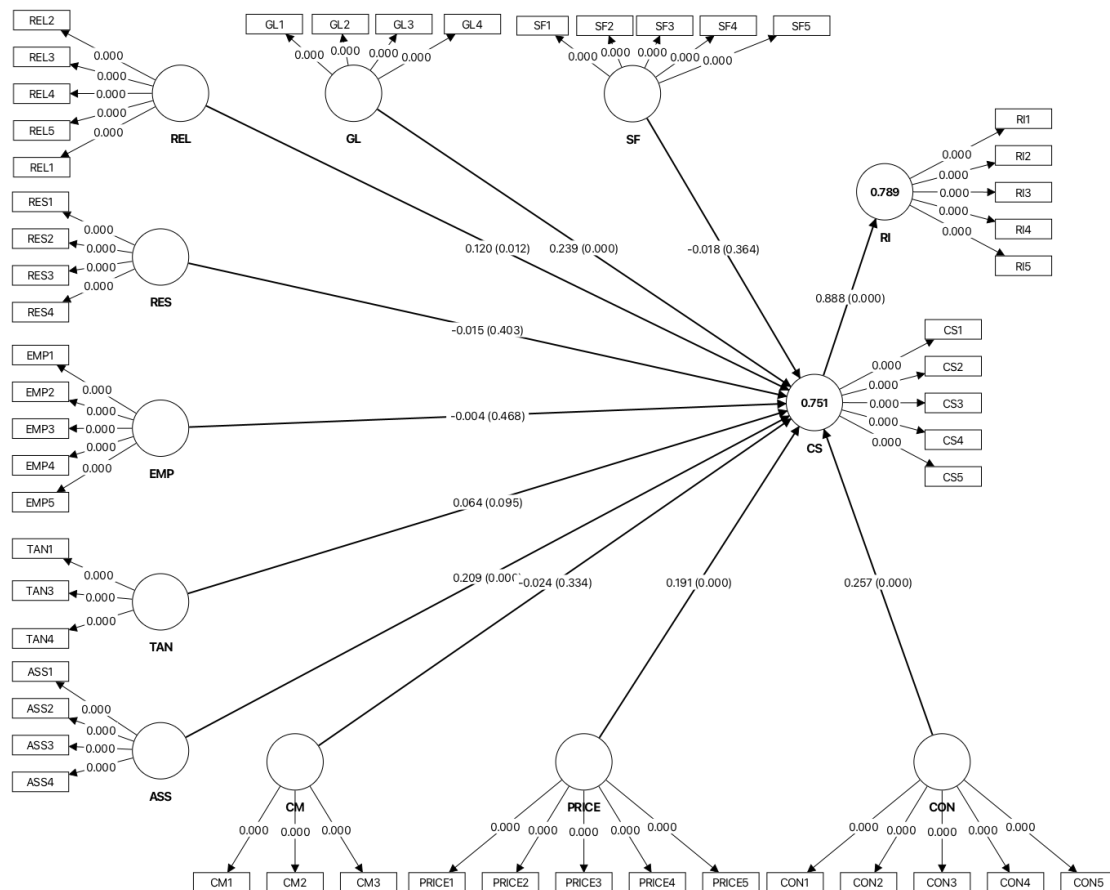 REL2
REL3
REL4
REL5
REL1
0.000
0.000
0.000
0.000
0.000
REL
GL1
GL2
GL3
GL4
0.000
0.000
0.000
0.000
GL
SF1
SF2
SF3
SF4
SF5
0.000
0.000
0.000
0.000
0.000
SF
RI1
RI2
RI3
RI4
RI5
0.000
0.000
0.000
0.000
0.000
0.789
RI
RES1
RES2
RES3
RES4
0.000
0.000
0.000
0.000
RES
0.120 (0.012)
0.239 (0.000)
-0.018 (0.364)
0.888 (0.000)
-0.015 (0.403)
EMP1
EMP2
EMP3
EMP4
EMP5
0.000
0.000
0.000
0.000
0.000
EMP
-0.004 (0.468)
0.751
CS
0.000
0.000
0.000
0.000
0.000
CS1
CS2
CS3
CS4
CS5
TAN1
TAN3
TAN4
0.000
0.000
0.000
TAN
0.064 (0.095)
0.209 (0.000)
-0.024 (0.334)
0.191 (0.000)
0.257 (0.000)
ASS1
ASS2
ASS3
ASS4
0.000
0.000
0.000
0.000
ASS
CM
0.000
0.000
0.000
CM1
CM2
CM3
PRICE
0.000
0.000
0.000
0.000
0.000
PRICE1
PRICE2
PRICE3
PRICE4
PRICE5
CON
0.000
0.000
0.000
0.000
0.000
CON1
CON2
CON3
CON4
CON5